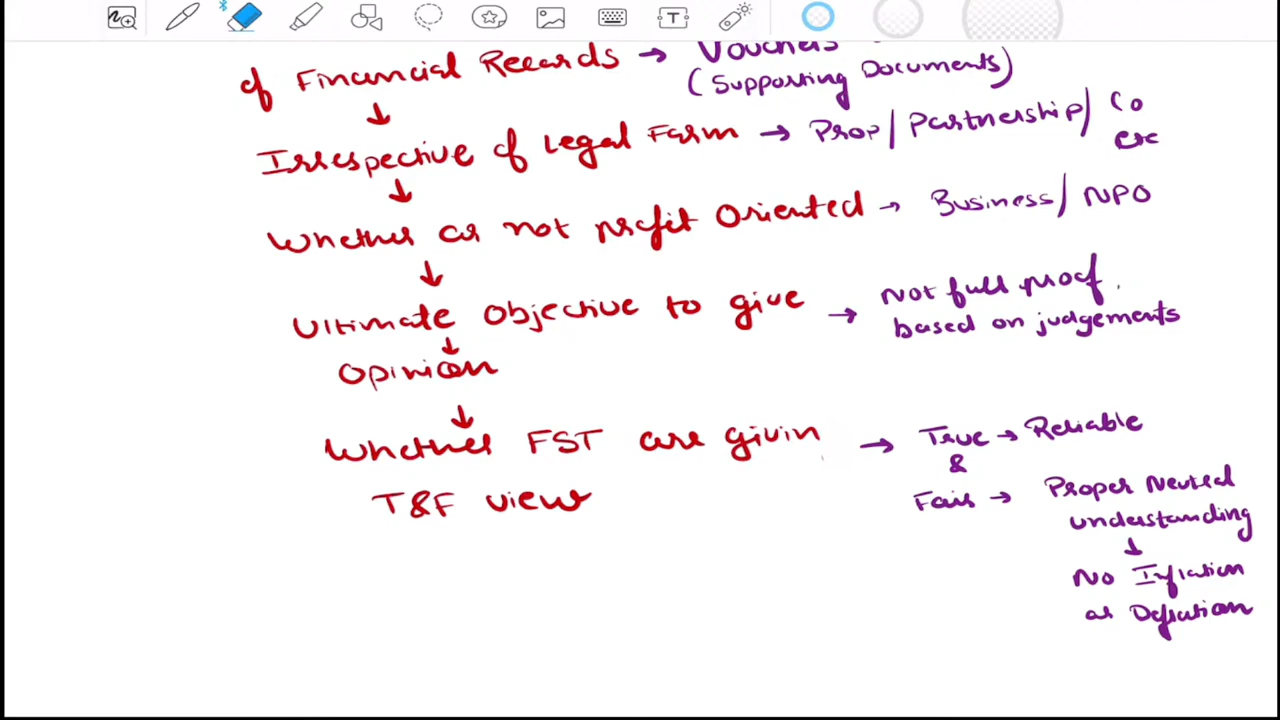 of Financial Records → Vouchers
(Supporting Documents)
↓
Irrespective of Legal Form → Prop/Partnership/Co
etc
↓
Whether or not profit Oriented → Business/NPO
↓
Ultimate Objective to give → Not full proof,
based on judgements
↓
Opinion
↓
Whether FST are givin → True → Reliable
&
T&F view
Fair → Proper Neutral
understanding
↓
No Inflation
or Deflation